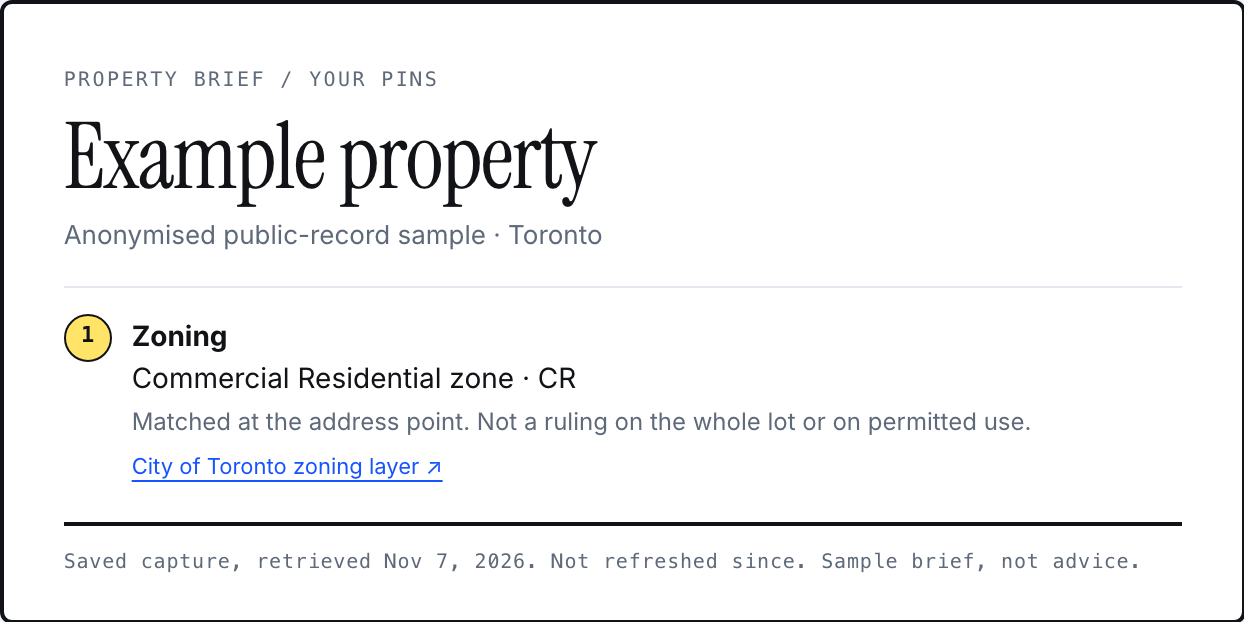 PROPERTY BRIEF / YOUR PINS
Example property
Anonymised public-record sample · Toronto
1
Zoning
Commercial Residential zone · CR
Matched at the address point. Not a ruling on the whole lot or on permitted use.
City of Toronto zoning layer ↗
Saved capture, retrieved Nov 7, 2026. Not refreshed since. Sample brief, not advice.